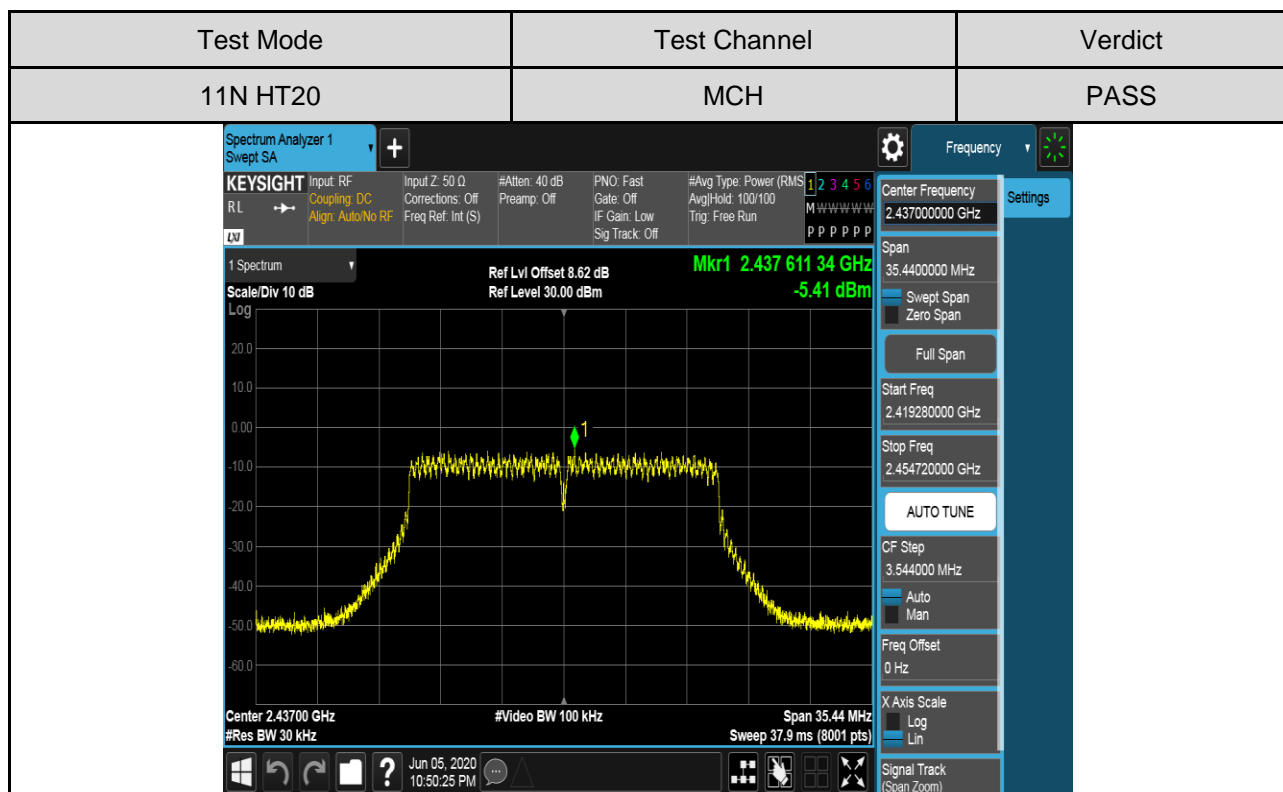 Test Mode Test Channel Verdict
11N HT20 MCH PASS
Spectrum Analyzer 1
Swept SA
+
Frequency
KEYSIGHT
RL
LXI
Input: RF
Coupling: DC
Align: Auto/No RF
Input Z: 50 Ω
Corrections: Off
Freq Ref: Int (S)
#Atten: 40 dB
Preamp: Off
PNO: Fast
Gate: Off
IF Gain: Low
Sig Track: Off
#Avg Type: Power (RMS
Avg|Hold: 100/100
Trig: Free Run
1 2 3 4 5 6
M W W W W W
P P P P P P
1 Spectrum
Scale/Div 10 dB
Log
Ref Lvl Offset 8.62 dB
Ref Level 30.00 dBm
Mkr1 2.437 611 34 GHz
-5.41 dBm
20.0
10.0
0.00
-10.0
-20.0
-30.0
-40.0
-50.0
-60.0
1
Center 2.43700 GHz
#Res BW 30 kHz
#Video BW 100 kHz
Span 35.44 MHz
Sweep 37.9 ms (8001 pts)
?
Jun 05, 2020
10:50:25 PM
Center Frequency
2.437000000 GHz
Settings
Span
35.4400000 MHz
Swept Span
Zero Span
Full Span
Start Freq
2.419280000 GHz
Stop Freq
2.454720000 GHz
AUTO TUNE
CF Step
3.544000 MHz
Auto
Man
Freq Offset
0 Hz
X Axis Scale
Log
Lin
Signal Track
(Span Zoom)